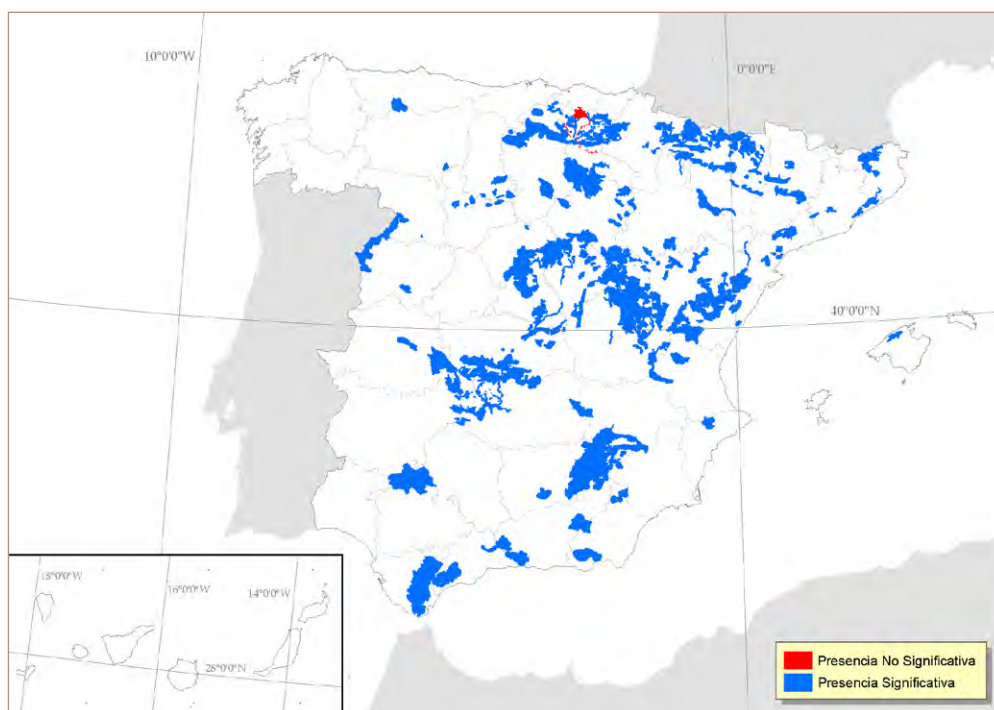 10°0'0"W
0°0'0"E
40°0'0"N
18°0'0"W
16°0'0"W
14°0'0"W
28°0'0"N
Presencia No Significativa
Presencia Significativa